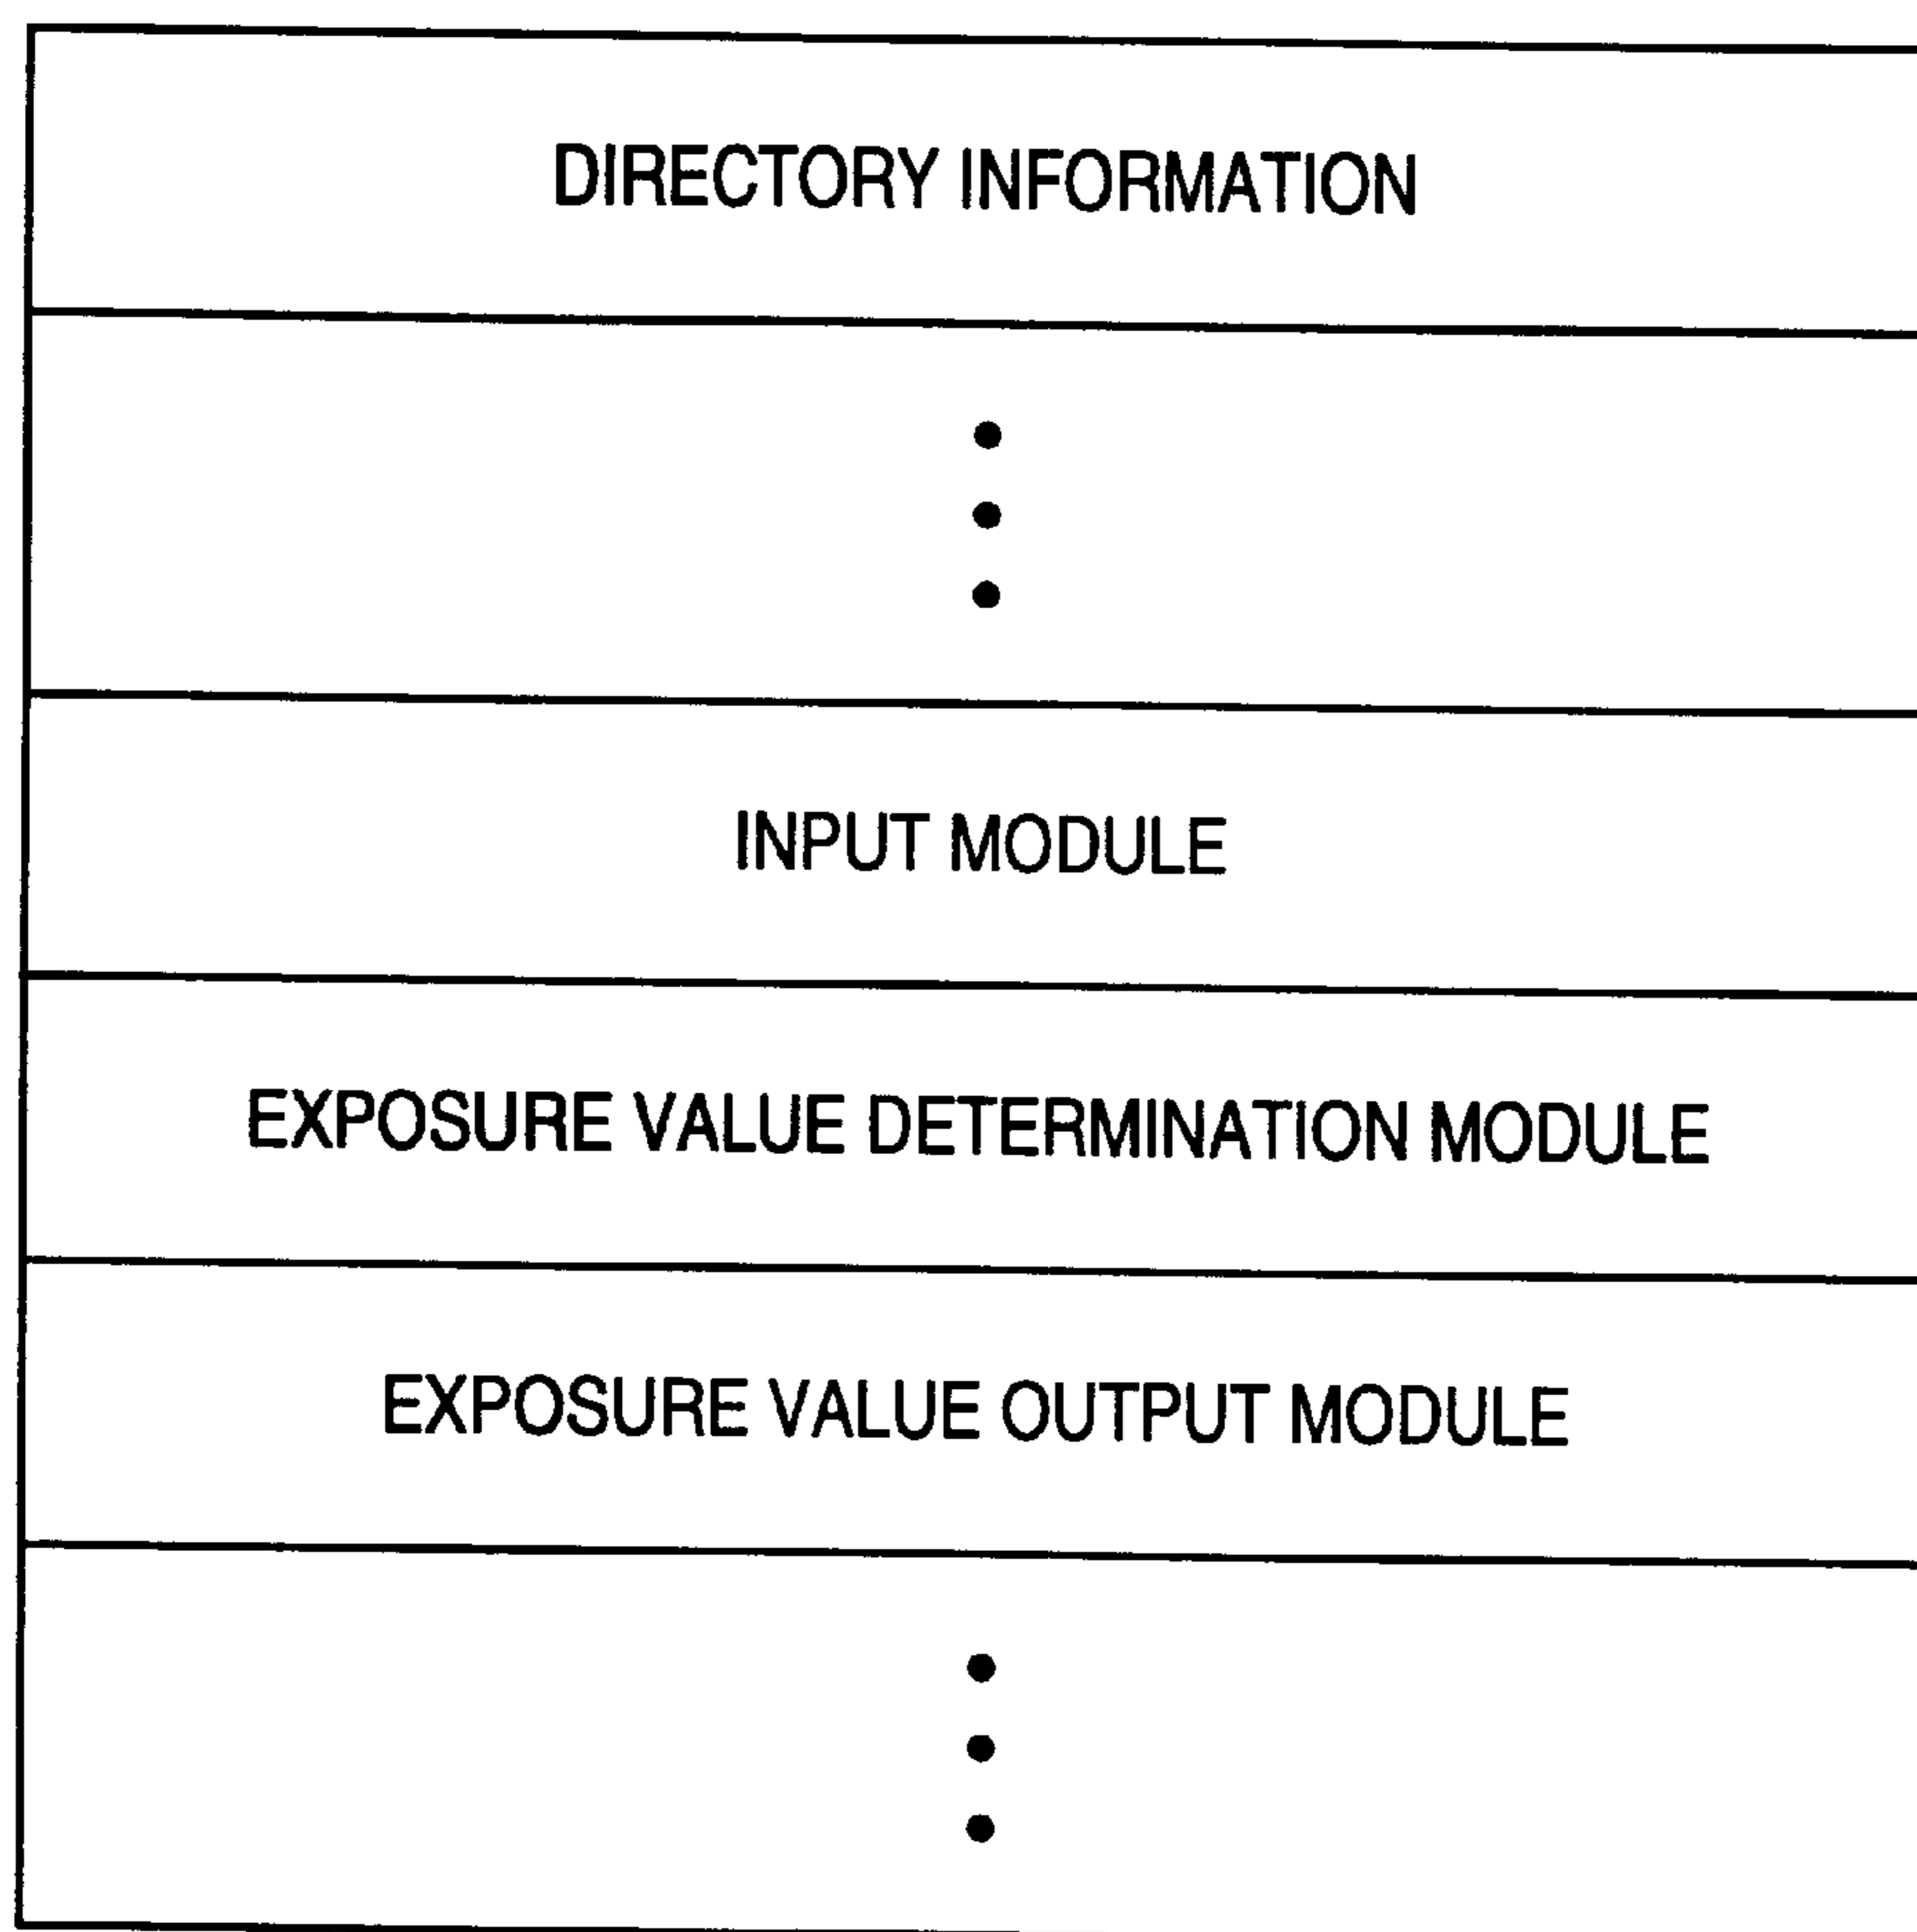 DIRECTORY INFORMATION
INPUT MODULE
EXPOSURE VALUE DETERMINATION MODULE
EXPOSURE VALUE OUTPUT MODULE